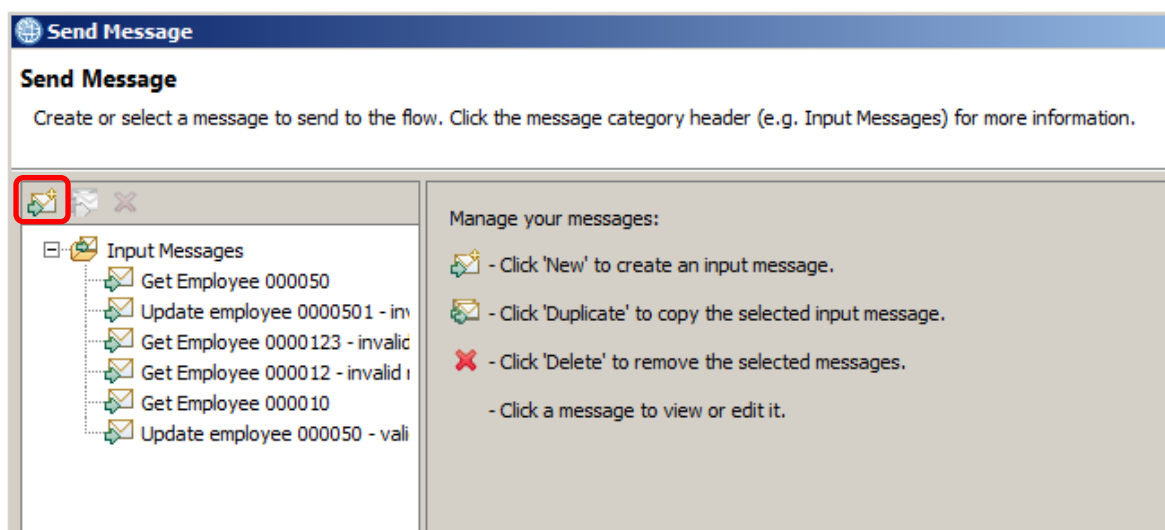 Send Message
Send Message
Create or select a message to send to the flow. Click the message category header (e.g. Input Messages) for more information.
Input Messages
Get Employee 000050
Update employee 0000501 - inv
Get Employee 0000123 - invalid
Get Employee 000012 - invalid
Get Employee 000010
Update employee 000050 - vali
Manage your messages:
- Click 'New' to create an input message.
- Click 'Duplicate' to copy the selected input message.
- Click 'Delete' to remove the selected messages.
- Click a message to view or edit it.